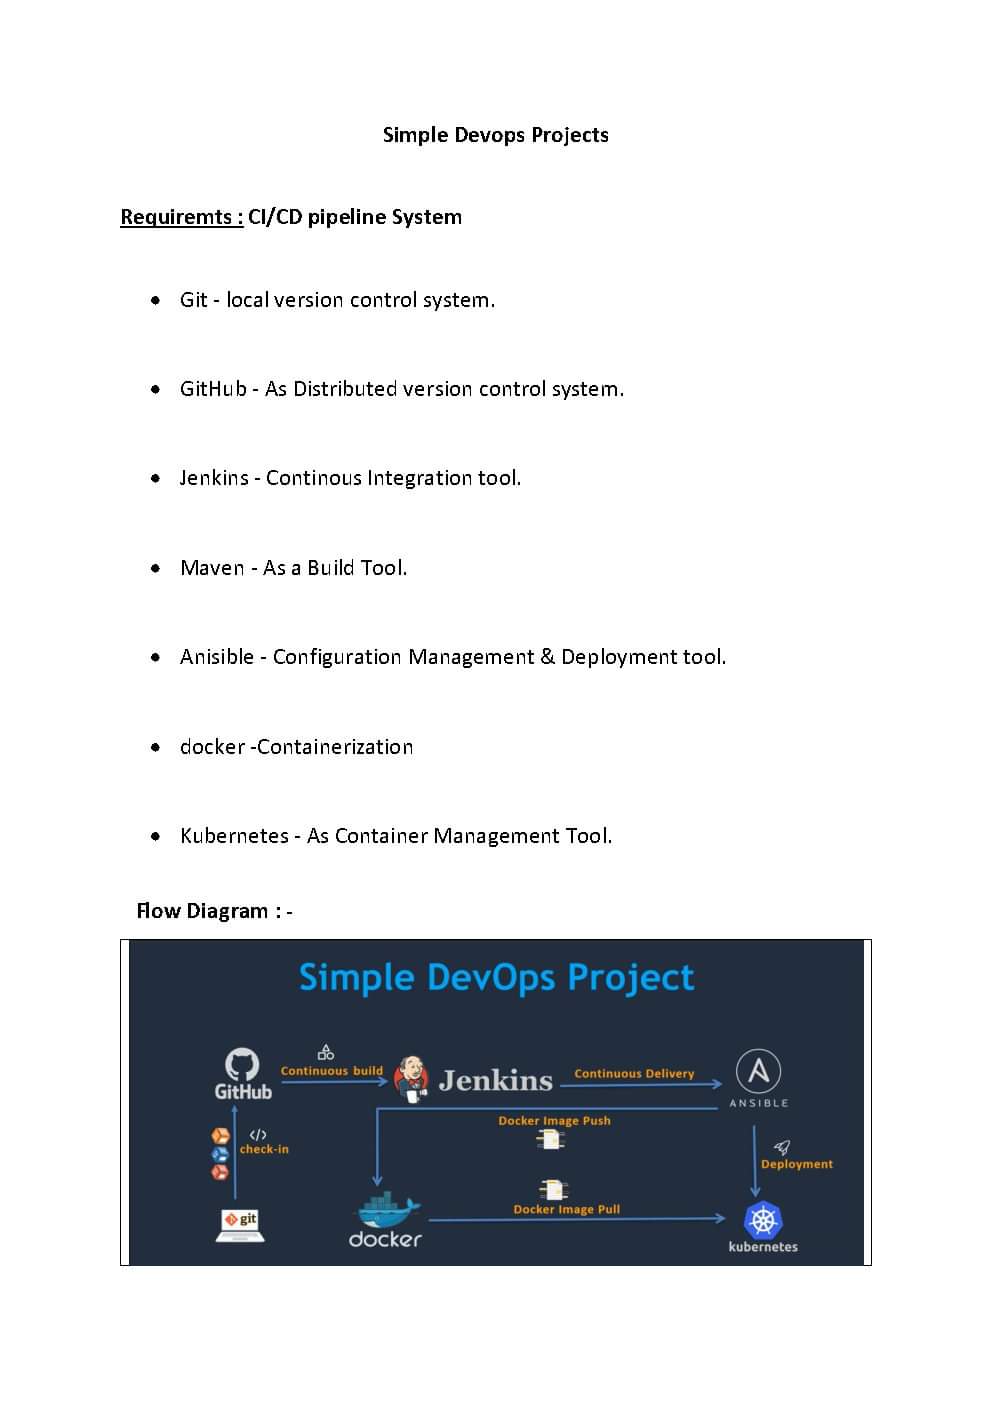 Simple Devops Projects
Requiremts : CI/CD pipeline System
• Git - local version control system.
• GitHub - As Distributed version control system.
• Jenkins - Continous Integration tool.
• Maven - As a Build Tool.
• Anisible - Configuration Management & Deployment tool.
• docker -Containerization
• Kubernetes - As Container Management Tool.
Flow Diagram : -
Simple DevOps Project
GitHub
Continuous build
Jenkins
Continuous Delivery
ANSIBLE
Docker Image Push
</>
check-in
Deployment
git
docker
Docker Image Pull
kubernetes